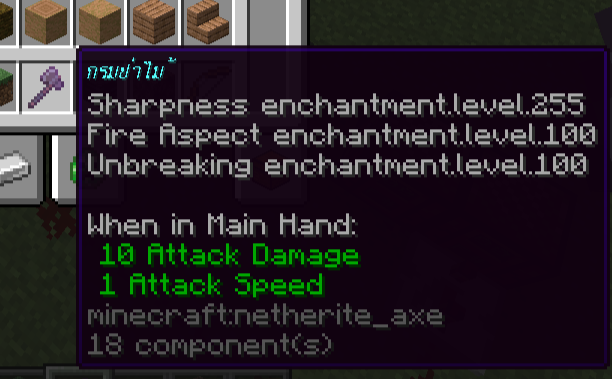 กรมป่าไม้
Sharpness enchantment.level.255
Fire Aspect enchantment.level.100
Unbreaking enchantment.level.100
When in Main Hand:
10 Attack Damage
1 Attack Speed
minecraft:netherite_axe
18 component(s)